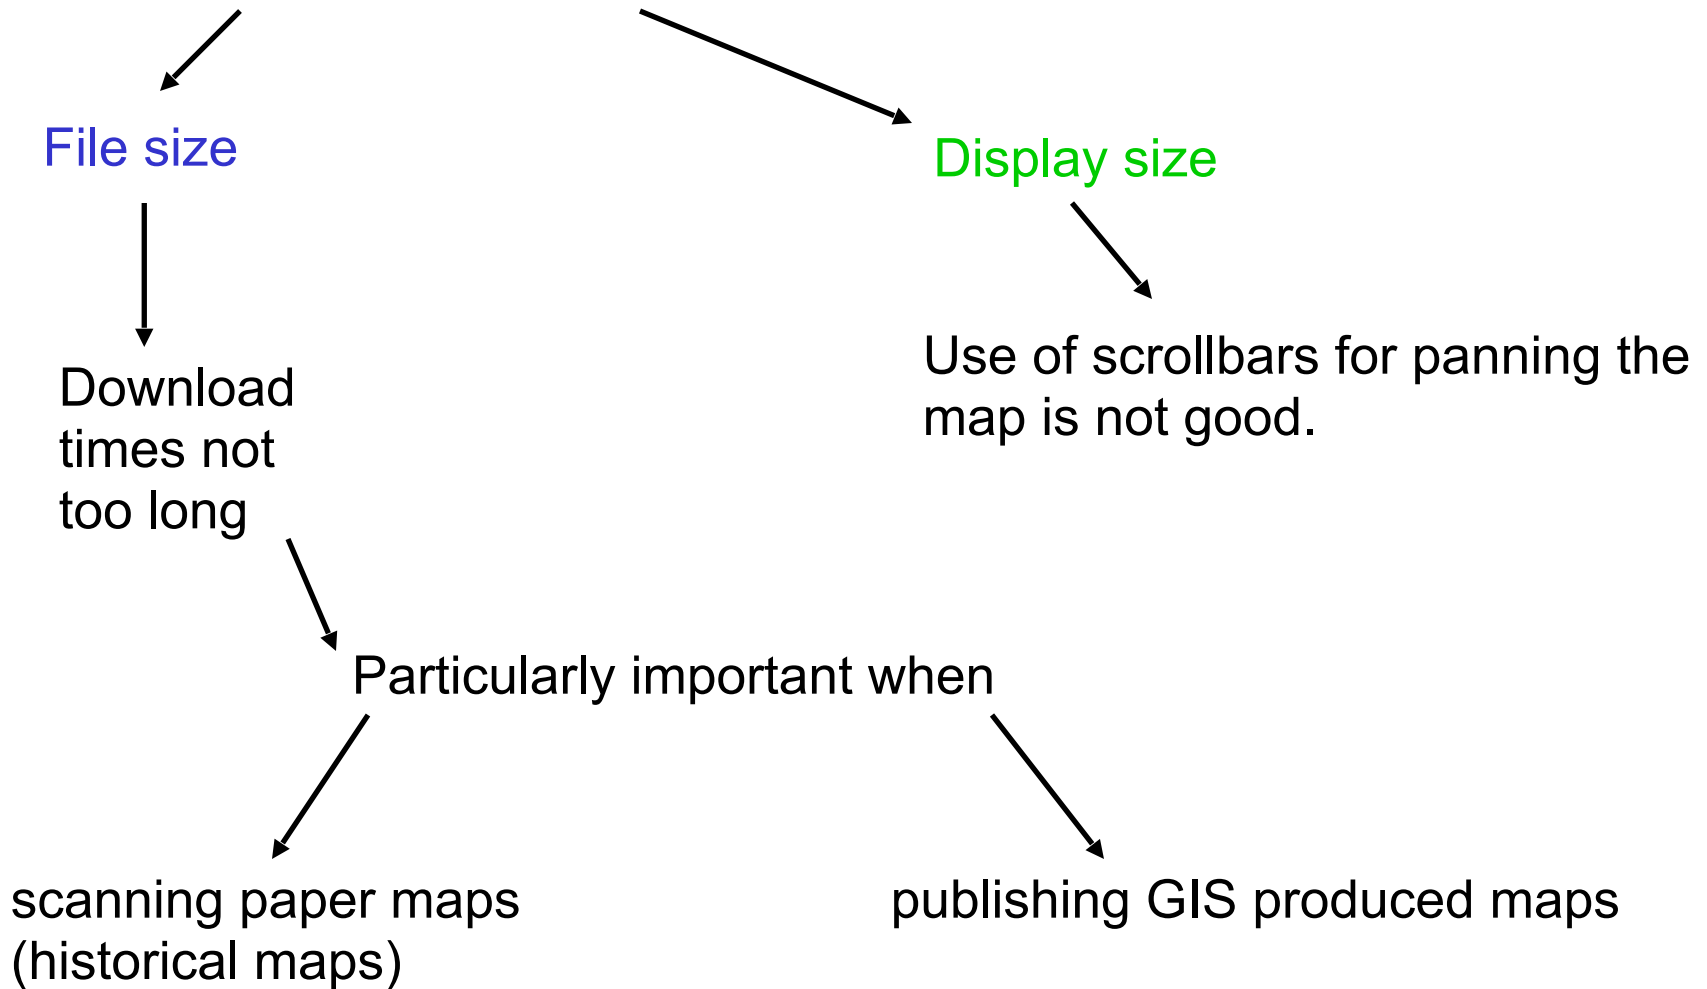 File size
Display size
Download
times not
too long
Use of scrollbars for panning the
map is not good.
Particularly important when
scanning paper maps
(historical maps)
publishing GIS produced maps